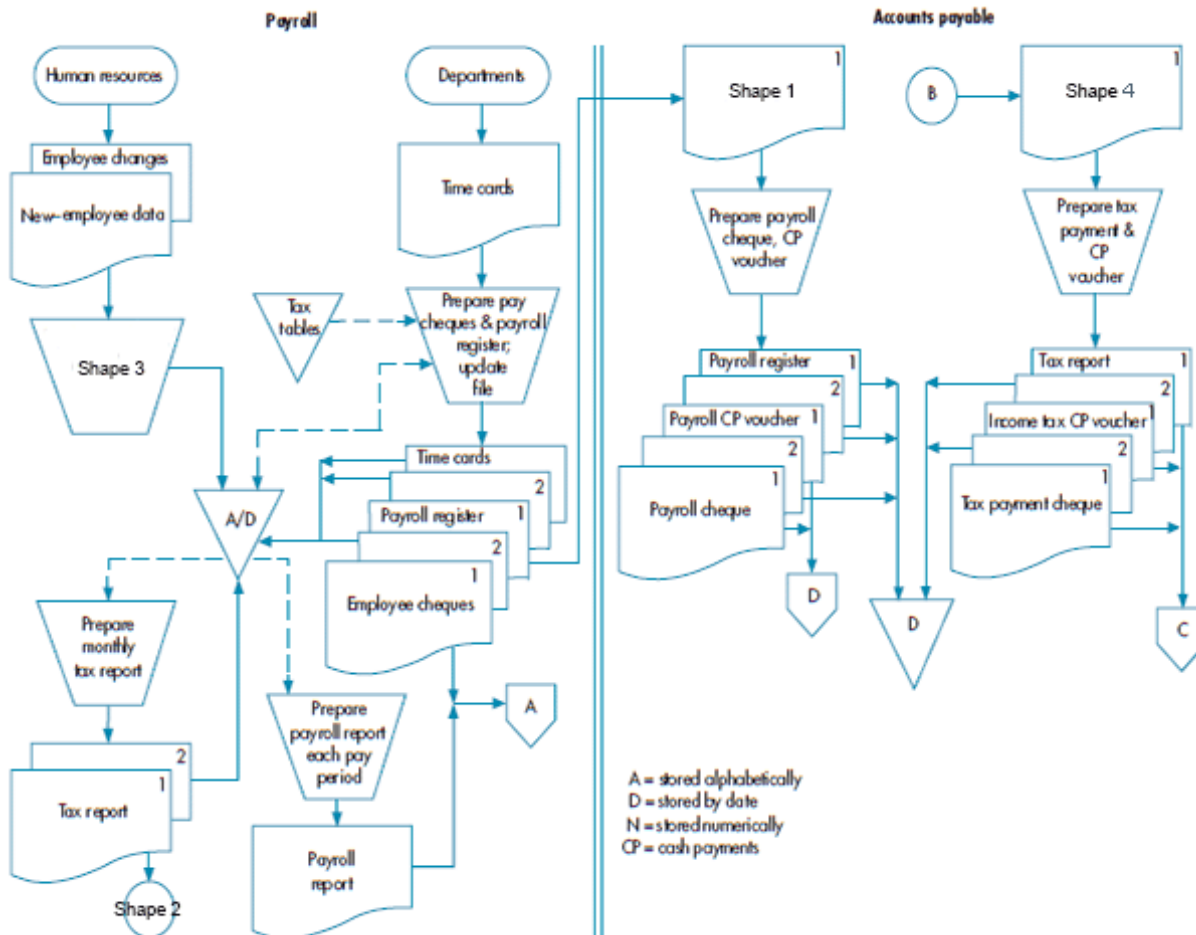 Payroll
Accounts payable
Human resources
Departments
1
Shape 1
B
1
Shape 4
Employee changes
New-employee data
Time cards
Prepare payroll
cheque, CP
voucher
Prepare tax
payment &
CP
voucher
Tax
tables
Prepare pay
cheques & payroll
register;
update
file
Shape 3
Payroll register
1
2
Payroll CP voucher
1
2
1
Payroll cheque
Tax report
1
2
Income tax CP voucher
1
2
1
Tax payment cheque
Time cards
2
Payroll register
1
2
1
Employee cheques
A/D
D
D
C
Prepare
monthly
tax report
Prepare
payroll report
each pay
period
A
2
1
Tax report
Payroll
report
Shape 2
A = stored alphabetically
D = stored by date
N = stored numerically
CP = cash payments